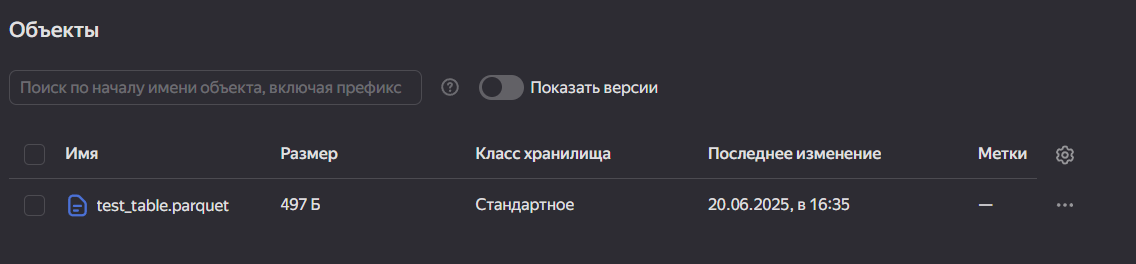 Объекты
Поиск по началу имени объекта, включая префикс Показать версии
Имя Размер Класс хранилища Последнее изменение Метки
test_table.parquet 497 Б Стандартное 20.06.2025, в 16:35 —